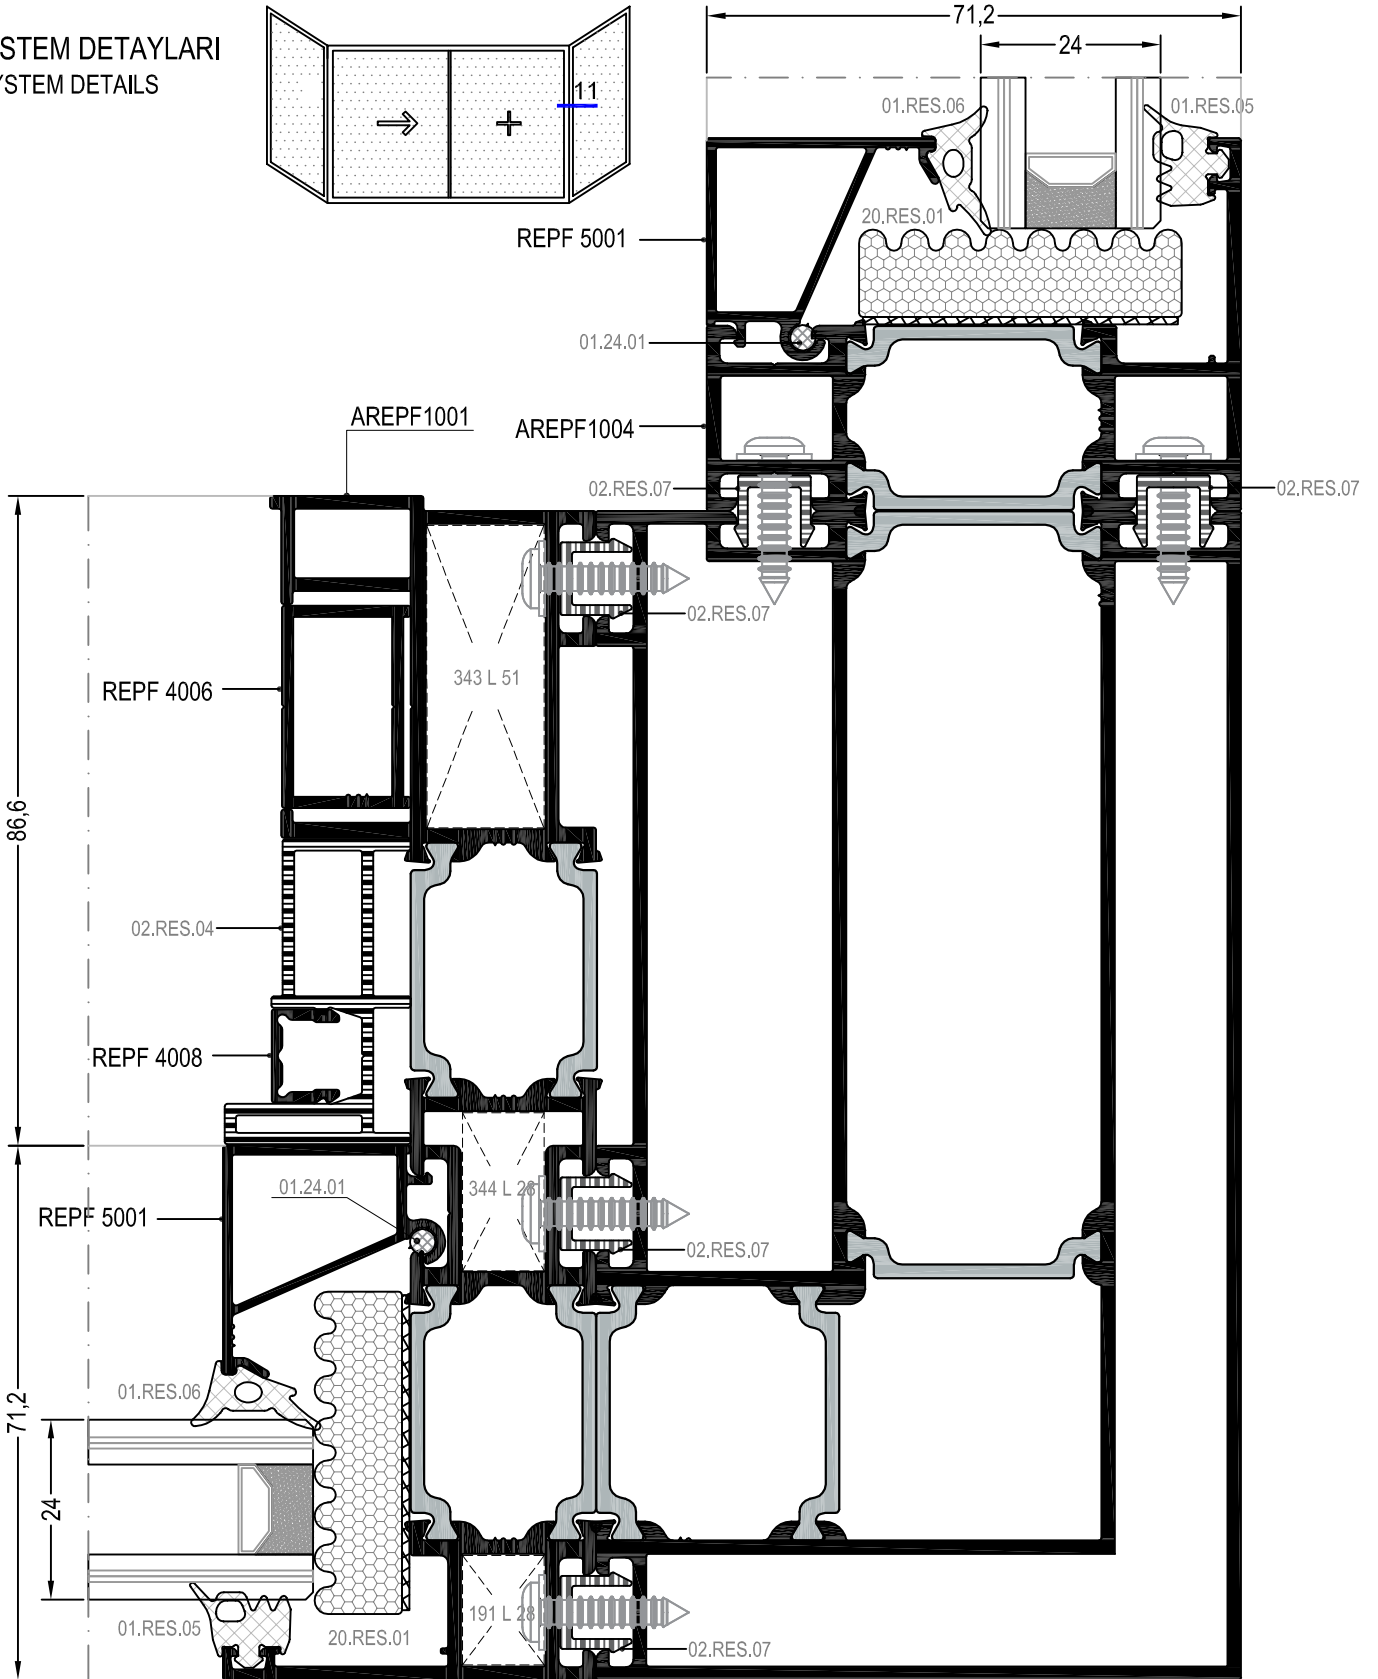 STEM DETAYLARI
YSTEM DETAILS
11
71,2
24
01.RES.06
01.RES.05
20.RES.01
REPF 5001
01.24.01
AREPF1001
AREPF1004
02.RES.07
02.RES.07
02.RES.07
343 L 51
REPF 4006
86,6
02.RES.04
REPF 4008
01.24.01
344 L 28
REPF 5001
02.RES.07
01.RES.06
71,2
24
191 L 28
01.RES.05
20.RES.01
02.RES.07